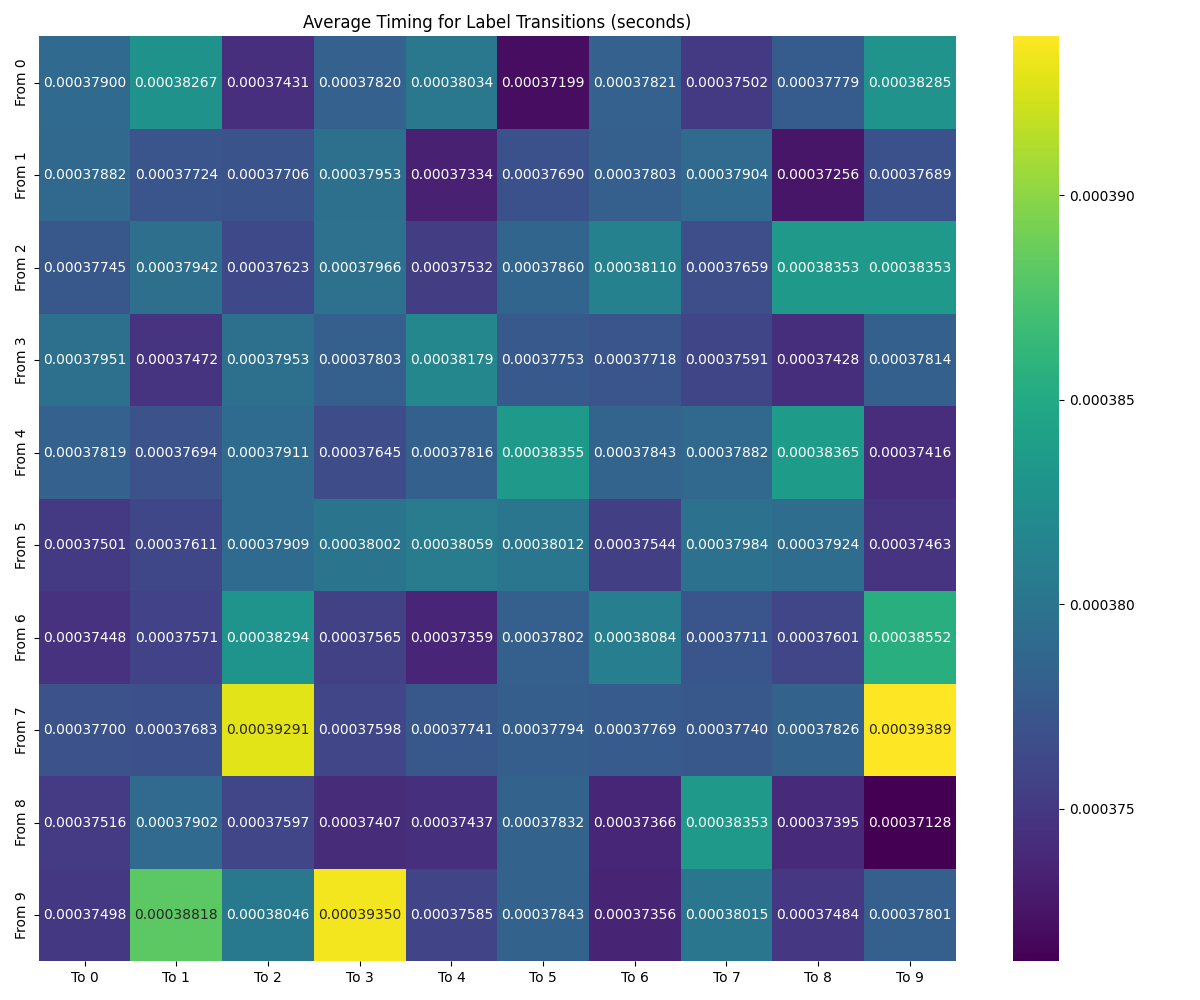 Average Timing for Label Transitions (seconds)
From 0 0.00037900 0.00038267 0.00037431 0.00037820 0.00038034 0.00037199 0.00037821 0.00037502 0.00037779 0.00038285
From 1 0.00037882 0.00037724 0.00037706 0.00037953 0.00037334 0.00037690 0.00037803 0.00037904 0.00037256 0.00037689
From 2 0.00037745 0.00037942 0.00037623 0.00037966 0.00037532 0.00037860 0.00038110 0.00037659 0.00038353 0.00038353
From 3 0.00037951 0.00037472 0.00037953 0.00037803 0.00038179 0.00037753 0.00037718 0.00037591 0.00037428 0.00037814
From 4 0.00037819 0.00037694 0.00037911 0.00037645 0.00037816 0.00038355 0.00037843 0.00037882 0.00038365 0.00037416
From 5 0.00037501 0.00037611 0.00037909 0.00038002 0.00038059 0.00038012 0.00037544 0.00037984 0.00037924 0.00037463
From 6 0.00037448 0.00037571 0.00038294 0.00037565 0.00037359 0.00037802 0.00038084 0.00037711 0.00037601 0.00038552
From 7 0.00037700 0.00037683 0.00039291 0.00037598 0.00037741 0.00037794 0.00037769 0.00037740 0.00037826 0.00039389
From 8 0.00037516 0.00037902 0.00037597 0.00037407 0.00037437 0.00037832 0.00037366 0.00038353 0.00037395 0.00037128
From 9 0.00037498 0.00038818 0.00038046 0.00039350 0.00037585 0.00037843 0.00037356 0.00038015 0.00037484 0.00037801
To 0 To 1 To 2 To 3 To 4 To 5 To 6 To 7 To 8 To 9
0.000390
0.000385
0.000380
0.000375